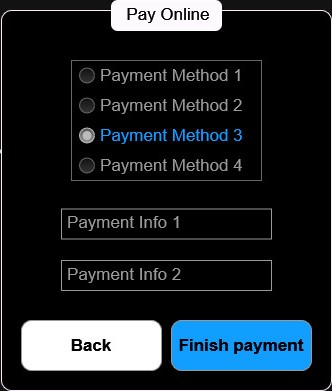 Pay Online
Payment Method 1
Payment Method 2
Payment Method 3
Payment Method 4
Payment Info 1
Payment Info 2
Back
Finish payment